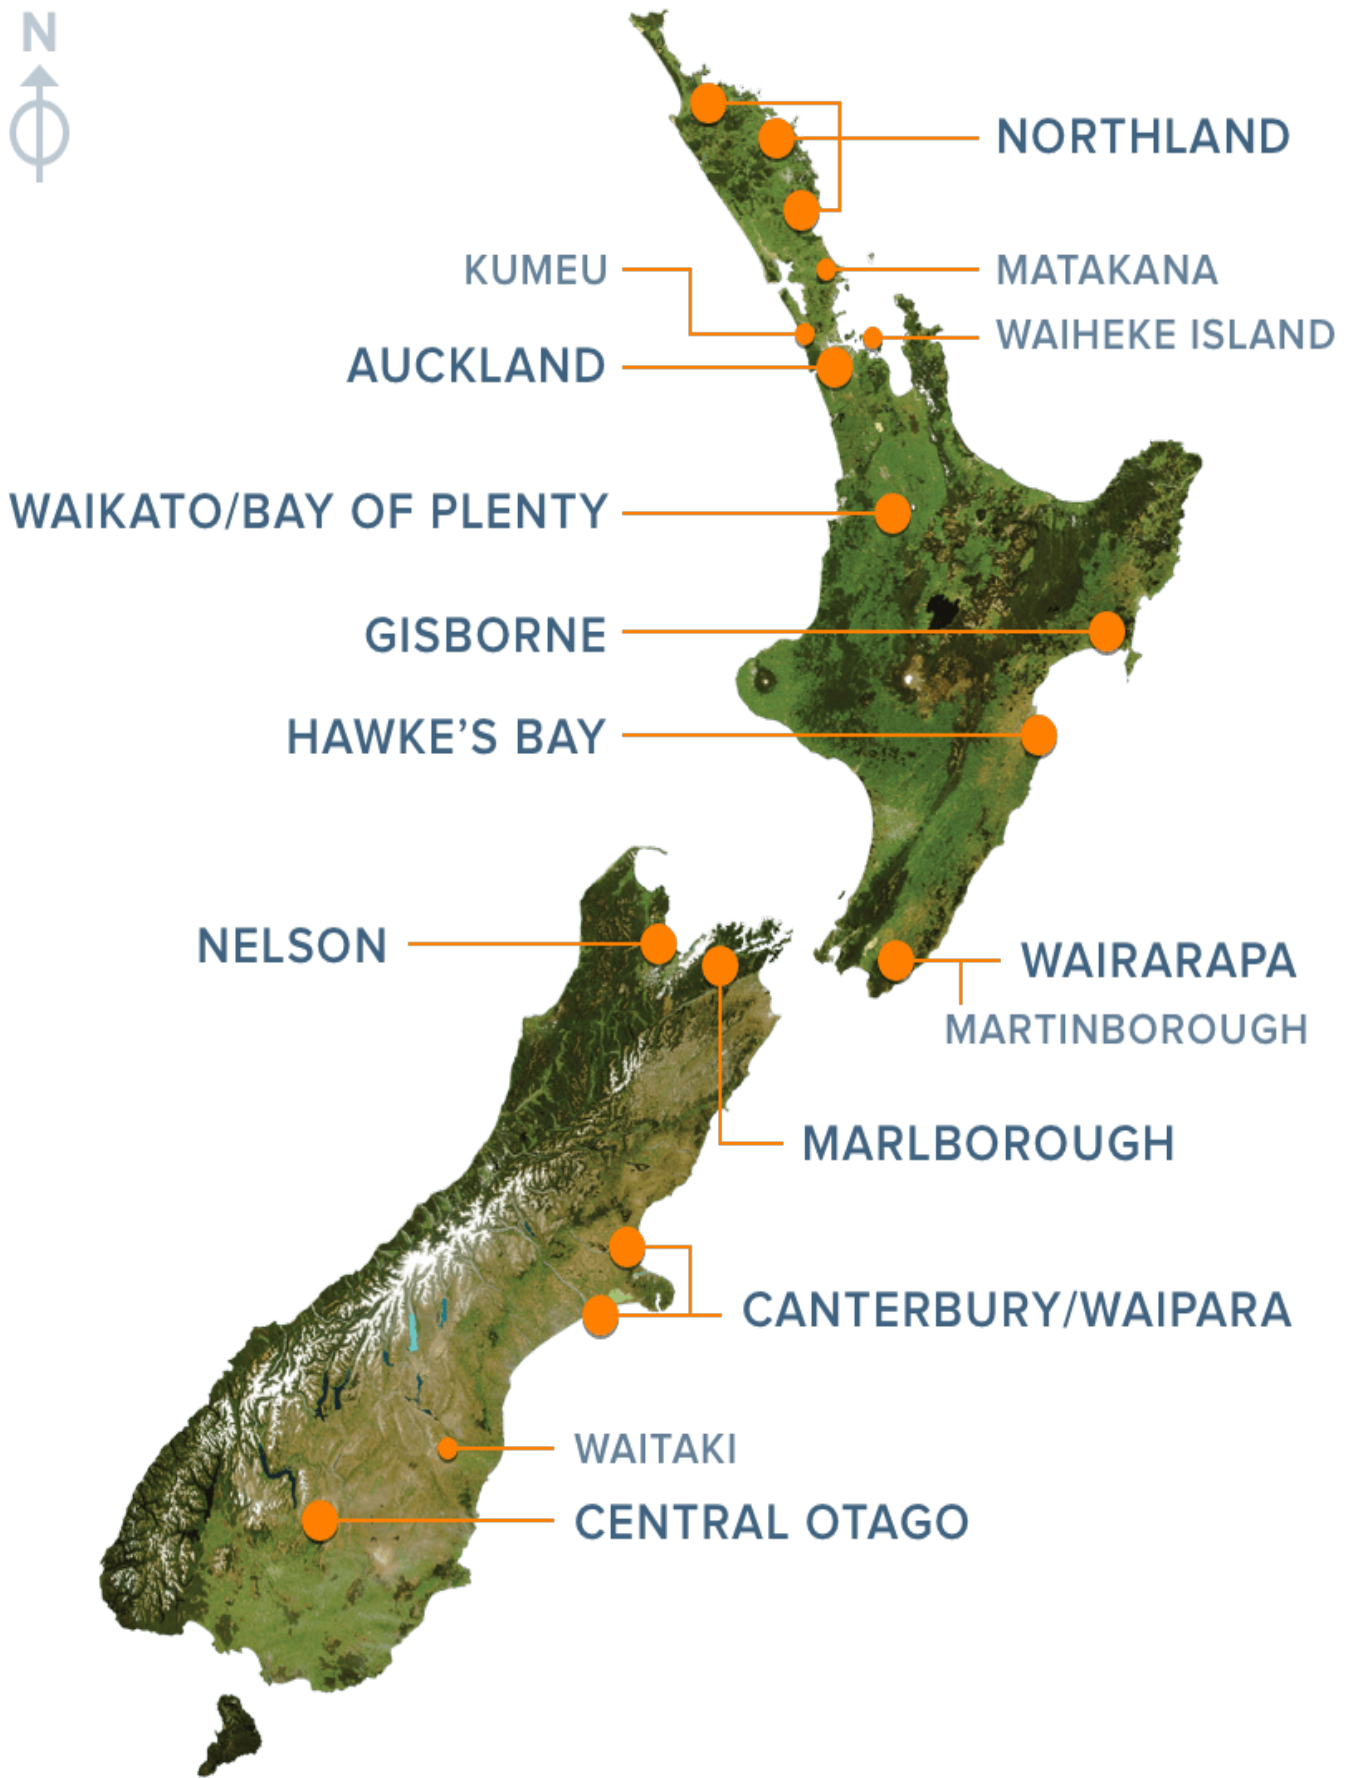 N
NORTHLAND
KUMEU
MATAKANA
WAIHEKE ISLAND
AUCKLAND
WAIKATO/BAY OF PLENTY
GISBORNE
HAWKE’S BAY
NELSON
WAIRARAPA
MARTINBOROUGH
MARLBOROUGH
CANTERBURY/WAIPARA
WAITAKI
CENTRAL OTAGO